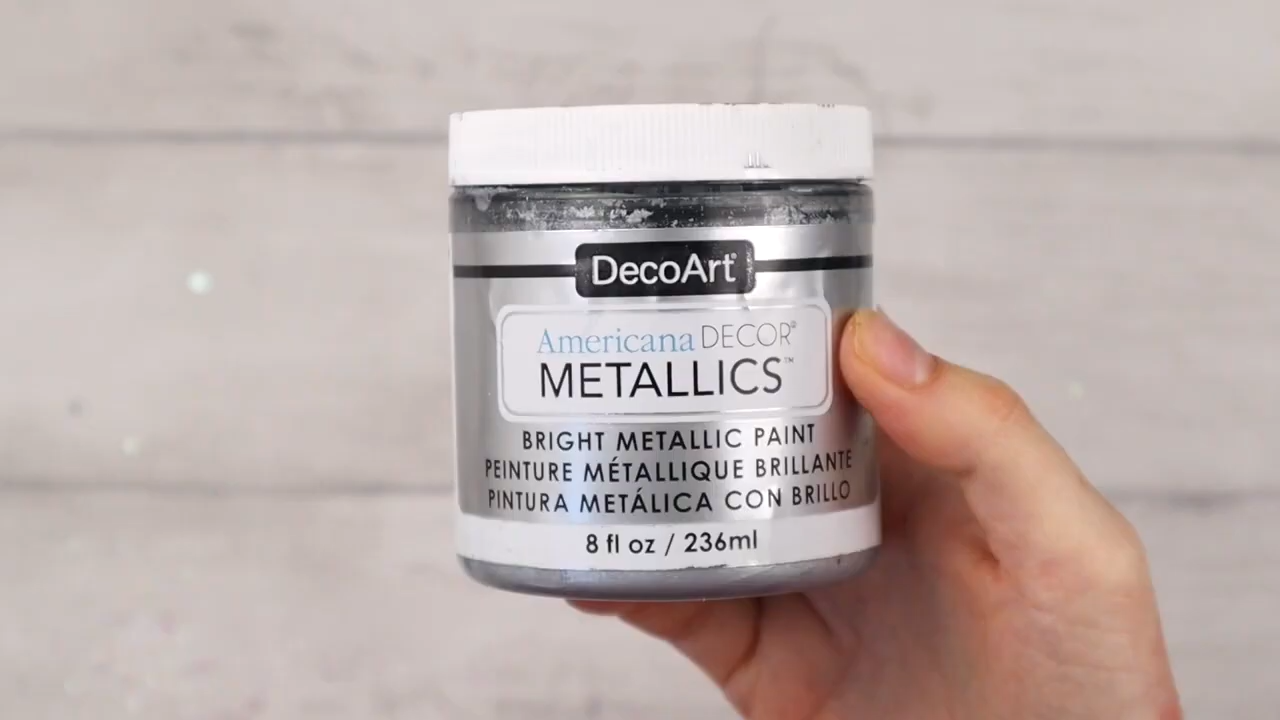 DecoArt®
Americana DECOR®
METALLICS™
BRIGHT METALLIC PAINT
PEINTURE MÉTALLIQUE BRILLANTE
PINTURA METÁLICA CON BRILLO
8 fl oz / 236ml